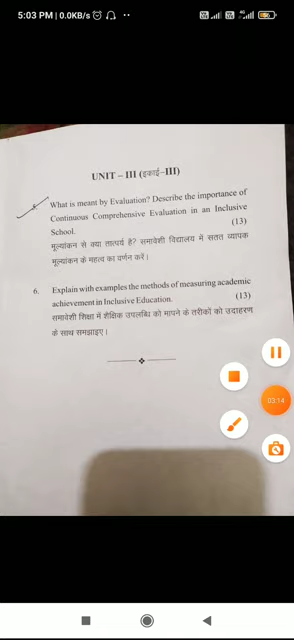 5:03 PM | 0.0KB/s
UNIT – III (इकाई–III)
What is meant by Evaluation? Describe the importance of
Continuous Comprehensive Evaluation in an Inclusive
School. (13)
मूल्यांकन से क्या तात्पर्य है? समावेशी विद्यालय में सतत व्यापक
मूल्यांकन के महत्व का वर्णन करें।
6. Explain with examples the methods of measuring academic
achievement in Inclusive Education. (13)
समावेशी शिक्षा में शैक्षिक उपलब्धि को मापने के तरीकों को उदाहरण
के साथ समझाइए।
03:14